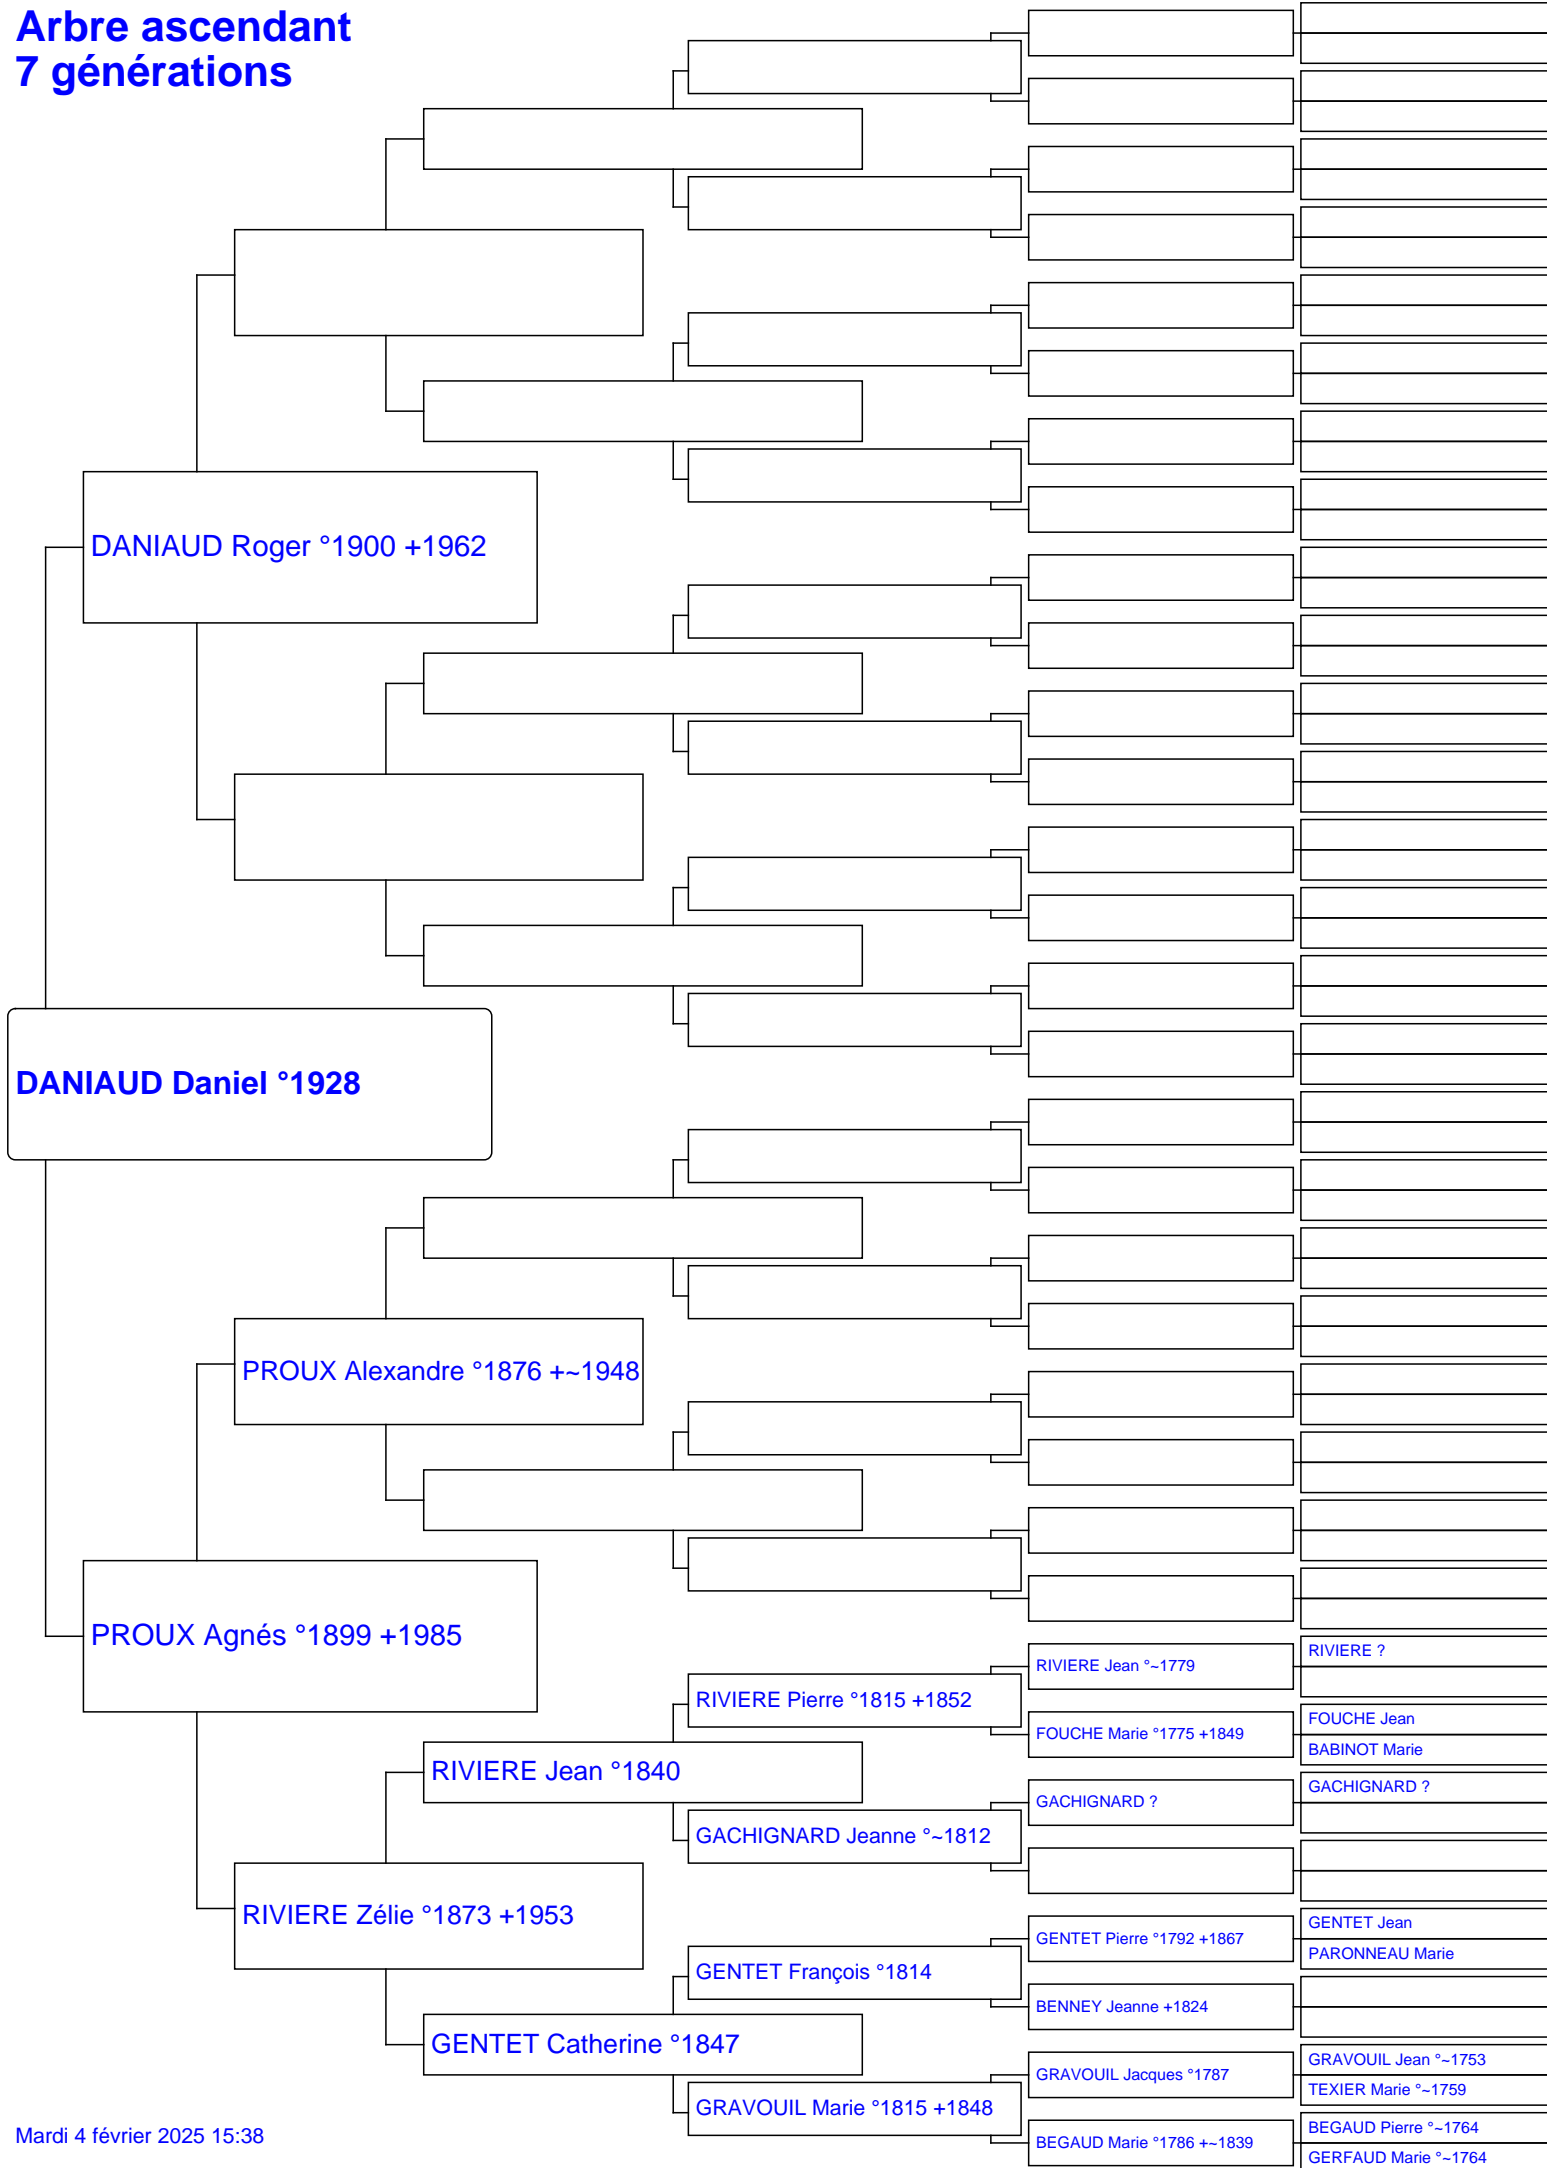 Arbre ascendant
7 générations
DANIAUD Roger °1900 +1962
DANIAUD Daniel °1928
PROUX Alexandre °1876 +~1948
PROUX Agnés °1899 +1985
RIVIERE Jean °~1779
RIVIERE ?
RIVIERE Pierre °1815 +1852
FOUCHE Marie °1775 +1849
FOUCHE Jean
BABINOT Marie
RIVIERE Jean °1840
GACHIGNARD ?
GACHIGNARD ?
GACHIGNARD Jeanne °~1812
RIVIERE Zélie °1873 +1953
GENTET Pierre °1792 +1867
GENTET Jean
PARONNEAU Marie
GENTET François °1814
BENNEY Jeanne +1824
GENTET Catherine °1847
GRAVOUIL Jacques °1787
GRAVOUIL Jean °~1753
TEXIER Marie °~1759
GRAVOUIL Marie °1815 +1848
BEGAUD Marie °1786 +~1839
BEGAUD Pierre °~1764
GERFAUD Marie °~1764
Mardi 4 février 2025 15:38